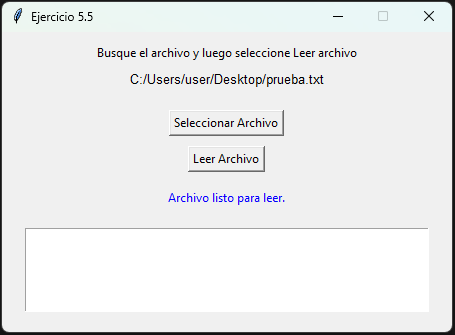 Ejercicio 5.5
Busque el archivo y luego seleccione Leer archivo
C:/Users/user/Desktop/prueba.txt
Seleccionar Archivo
Leer Archivo
Archivo listo para leer.